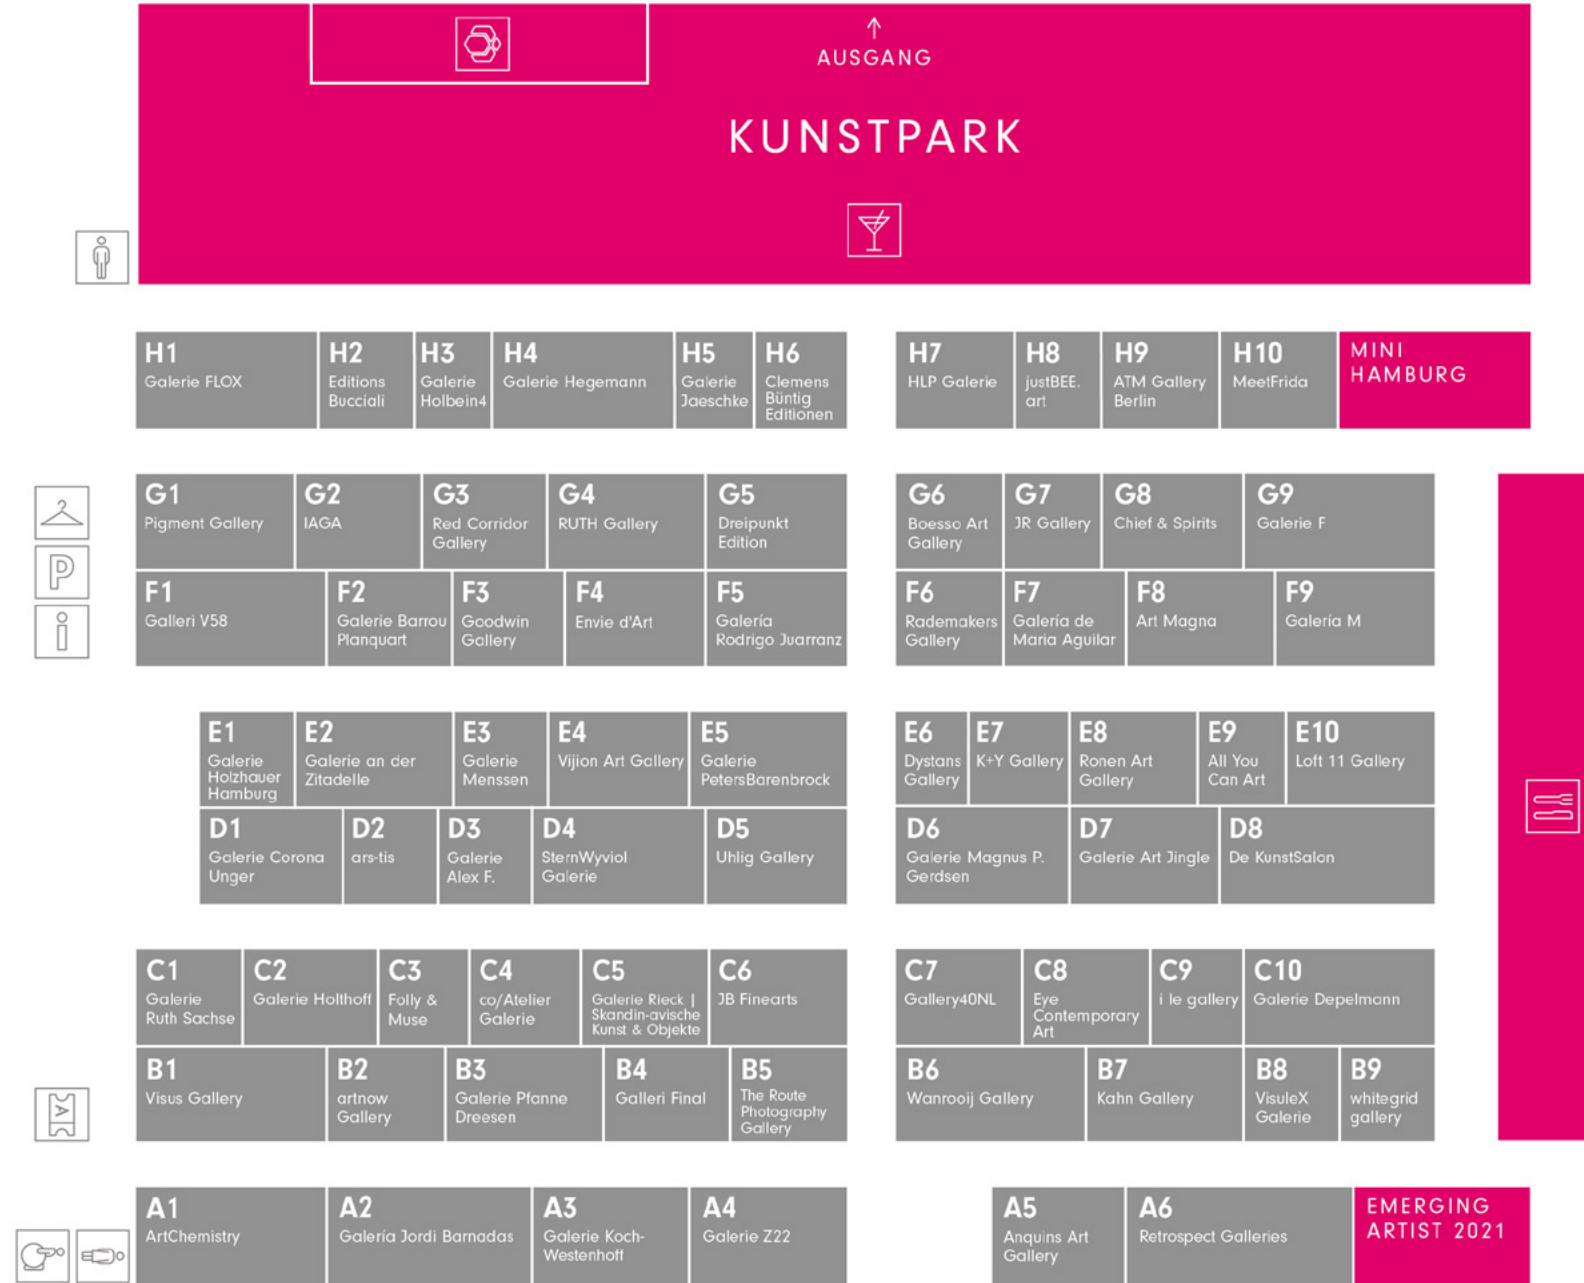 AUSGANG
KUNSTPARK
H1
Galerie FLOX
H2
Editions
Bucciali
H3
Galerie
Holbein4
H4
Galerie Hegemann
H5
Galerie
Jaeschke
H6
Clemens
Büntig
Editionen
H7
HLP Galerie
H8
justBEE.
art
H9
ATM Gallery
Berlin
H10
MeetFrida
MINI
HAMBURG
G1
Pigment Gallery
G2
IAGA
G3
Red Corridor
Gallery
G4
RUTH Gallery
G5
Dreipunkt
Edition
G6
Boesso Art
Gallery
G7
JR Gallery
G8
Chief & Spirits
G9
Galerie F
P
i
F1
Galleri V58
F2
Galerie Barrou
Planquart
F3
Goodwin
Gallery
F4
Envie d'Art
F5
Galería
Rodrigo Juarranz
F6
Rademakers
Gallery
F7
Galería de
Maria Aguilar
F8
Art Magna
F9
Galería M
E1
Galerie
Holzhauer
Hamburg
E2
Galerie an der
Zitadelle
E3
Galerie
Menssen
E4
Vijion Art Gallery
E5
Galerie
PetersBarenbrock
E6
Dystans
Gallery
E7
K+Y Gallery
E8
Ronen Art
Gallery
E9
All You
Can Art
E10
Loft 11 Gallery
D1
Galerie Corona
Unger
D2
ars-tis
D3
Galerie
Alex F.
D4
SternWyviol
Galerie
D5
Uhlig Gallery
D6
Galerie Magnus P.
Gerdsen
D7
Galerie Art Jingle
D8
De KunstSalon
C1
Galerie
Ruth Sachse
C2
Galerie Holthoff
C3
Folly &
Muse
C4
co/Atelier
Galerie
C5
Galerie Rieck |
Skandin-avische
Kunst & Objekte
C6
JB Finearts
C7
Gallery40NL
C8
Eye
Contemporary
Art
C9
i le gallery
C10
Galerie Depelmann
A
B1
Visus Gallery
B2
artnow
Gallery
B3
Galerie Pfanne
Dreesen
B4
Galleri Final
B5
The Route
Photography
Gallery
B6
Wanrooij Gallery
B7
Kahn Gallery
B8
VisuleX
Galerie
B9
whitegrid
gallery
A1
ArtChemistry
A2
Galería Jordi Barnadas
A3
Galerie Koch-
Westenhoff
A4
Galerie Z22
A5
Anquins Art
Gallery
A6
Retrospect Galleries
EMERGING
ARTIST 2021